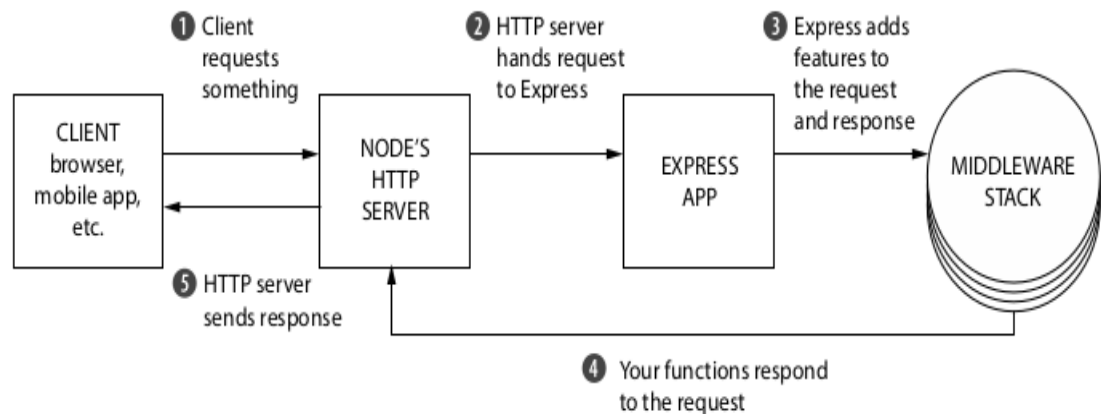 1 Client
requests
something
2 HTTP server
hands request
to Express
3 Express adds
features to
the request
and response
CLIENT
browser,
mobile app,
etc.
NODE’S
HTTP
SERVER
EXPRESS
APP
MIDDLEWARE
STACK
5 HTTP server
sends response
4 Your functions respond
to the request